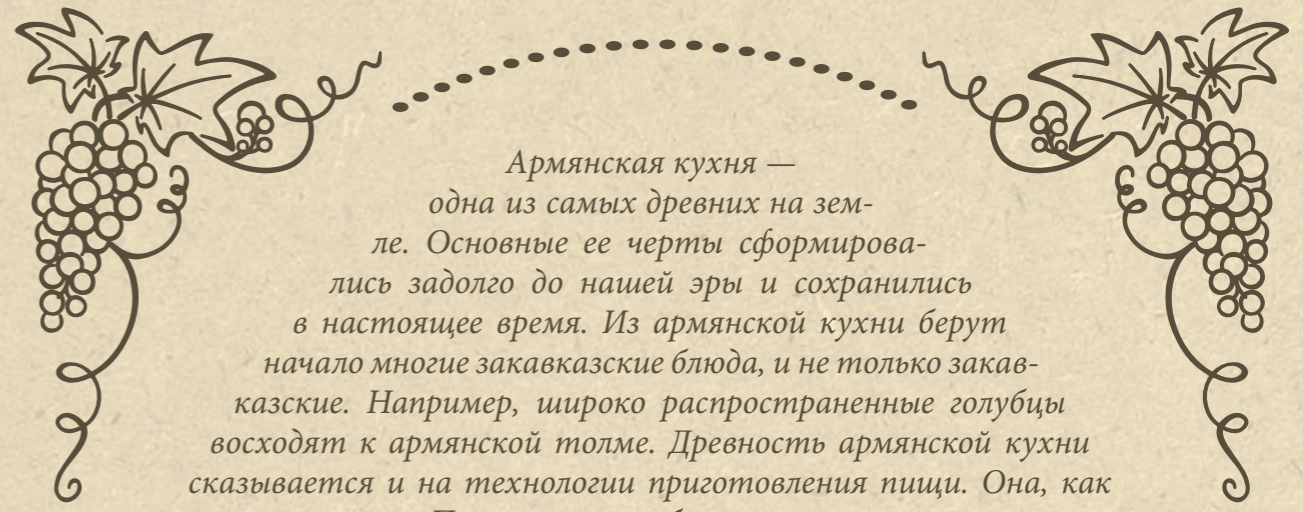 Армянская кухня —
одна из самых древних на зем-
ле. Основные ее черты сформирова-
лись задолго до нашей эры и сохранились
в настоящее время. Из армянской кухни берут
начало многие закавказские блюда, и не только закав-
казские. Например, широко распространенные голубцы
восходят к армянской толме. Древность армянской кухни
сказывается и на технологии приготовления пищи. Она, как